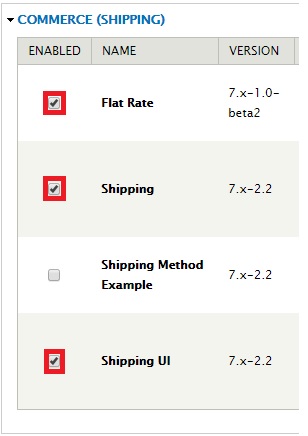 COMMERCE (SHIPPING)
ENABLED NAME VERSION
Flat Rate 7.x-1.0-
beta2
Shipping 7.x-2.2
Shipping Method
Example 7.x-2.2
Shipping UI 7.x-2.2